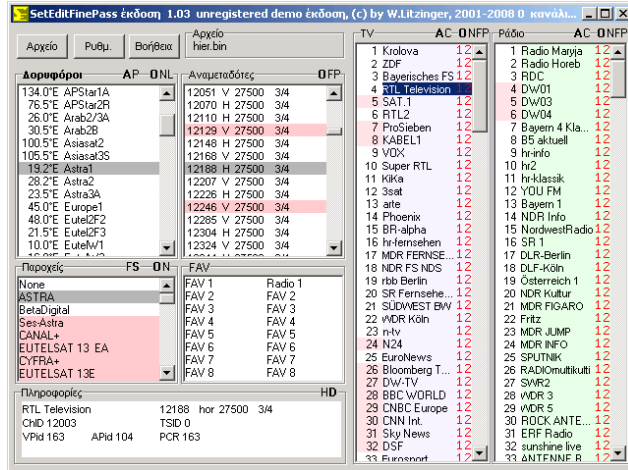 SetEditFinePass έκδοση 1.03 unregistered demo έκδοση, (c) by W.Litzinger, 2001-2008 0 κανάλι...
Αρχείο Ρυθμ. Βοήθεια
Αρχείο
hier.bin
Δορυφόροι AP ONLP
134.0°E APStar1A
76.5°E APStar2R
26.0°E Arab2/3A
30.5°E Arab2B
100.5°E Asiasat2
105.5°E Asiasat3S
19.2°E Astra1
28.2°E Astra2
23.5°E Astra3A
45.0°E Europe1
48.0°E Eutel2F2
21.5°E Eutel2F3
10.0°E EutelW1
Αναμεταδότες OFP
12051 V 27500 3/4
12070 H 27500 3/4
12110 H 27500 3/4
12129 V 27500 3/4
12148 H 27500 3/4
12168 V 27500 3/4
12188 H 27500 3/4
12207 V 27500 3/4
12226 H 27500 3/4
12246 V 27500 3/4
12285 V 27500 3/4
12304 H 27500 3/4
12324 V 27500 3/4
Παροχείς FS ON
None
ASTRA
BetaDigital
Ses-Astra
CANAL+
EUTELSAT 13 EA
CYFRA+
EUTELSAT 13E
FAV
FAV 1 Radio 1
FAV 2 FAV 2
FAV 3 FAV 3
FAV 4 FAV 4
FAV 5 FAV 5
FAV 6 FAV 6
FAV 7 FAV 7
FAV 8 FAV 8
Πληροφορίες HD
RTL Television 12188 hor 27500 3/4
ChID 12003 TSID 0
VPid 163 APid 104 PCR 163
TV AC ONFP
1 Krolova 12
2 ZDF 12
3 Bayerisches FS 12
4 RTL Television 12
5 SAT.1 12
6 RTL2 12
7 ProSieben 12
8 KABEL1 12
9 VOX 12
10 Super RTL 12
11 KiKa 12
12 3sat 12
13 arte 12
14 Phoenix 12
15 BR-alpha 12
16 hr-fernsehen 12
17 MDR FERNSE... 12
18 NDR FS NDS 12
19 rbb Berlin 12
20 SR Fernsehe... 12
21 SÜDWEST BW 12
22 WDR Köln 12
23 n-tv 12
24 N24 12
25 EuroNews 12
26 Bloomberg T... 12
27 DW-TV 12
28 BBC WORLD 12
29 CNBC Europe 12
30 CNN Int. 12
31 Sky News 12
32 DSF 12
33 Eurosport 12
Ράδιο AC ONFP
1 Radio Maryja 12
2 Radio Horeb 12
3 RDC 12
4 DW01 12
5 DW03 12
6 DW04 12
7 Bayern 4 Kla... 12
8 B5 aktuell 12
9 hr-info 12
10 hr2 12
11 hr-klassik 12
12 YOU FM 12
13 Bayern 1 12
14 NDR Info 12
15 NordwestRadio 12
16 SR 1 12
17 DLR-Berlin 12
18 DLF-Köln 12
19 Österreich 1 12
20 NDR Kultur 12
21 MDR FIGARO 12
22 Fritz 12
23 MDR JUMP 12
24 MDR INFO 12
25 SPUTNIK 12
26 RADIOmultikulti 12
27 SWR2 12
28 WDR 3 12
29 WDR 5 12
30 ROCK ANTE... 12
31 ERF Radio 12
32 sunshine live 12
33 ANTENNE B 12